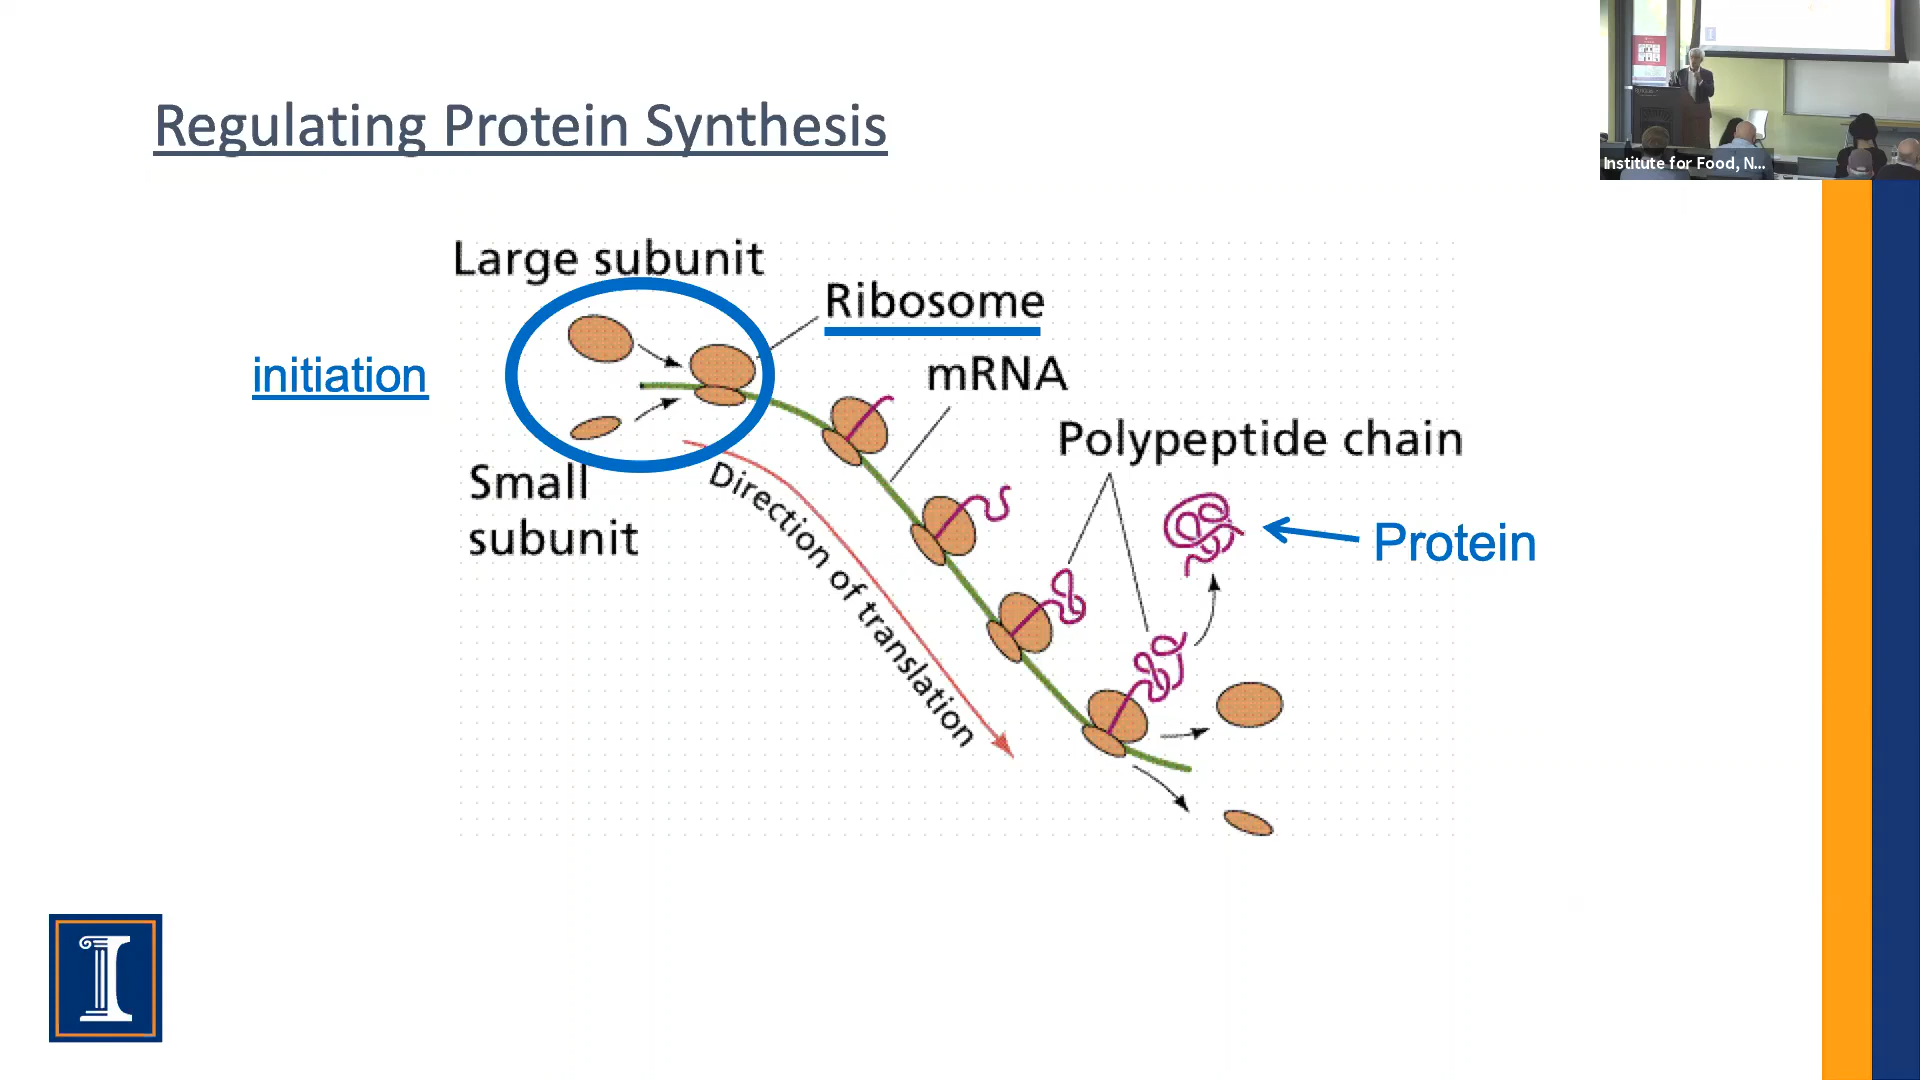 Regulating Protein Synthesis
Institute for Food, N...
Large subunit
Ribosome
initiation
mRNA
Polypeptide chain
Small
subunit
Direction of translation
Protein
I